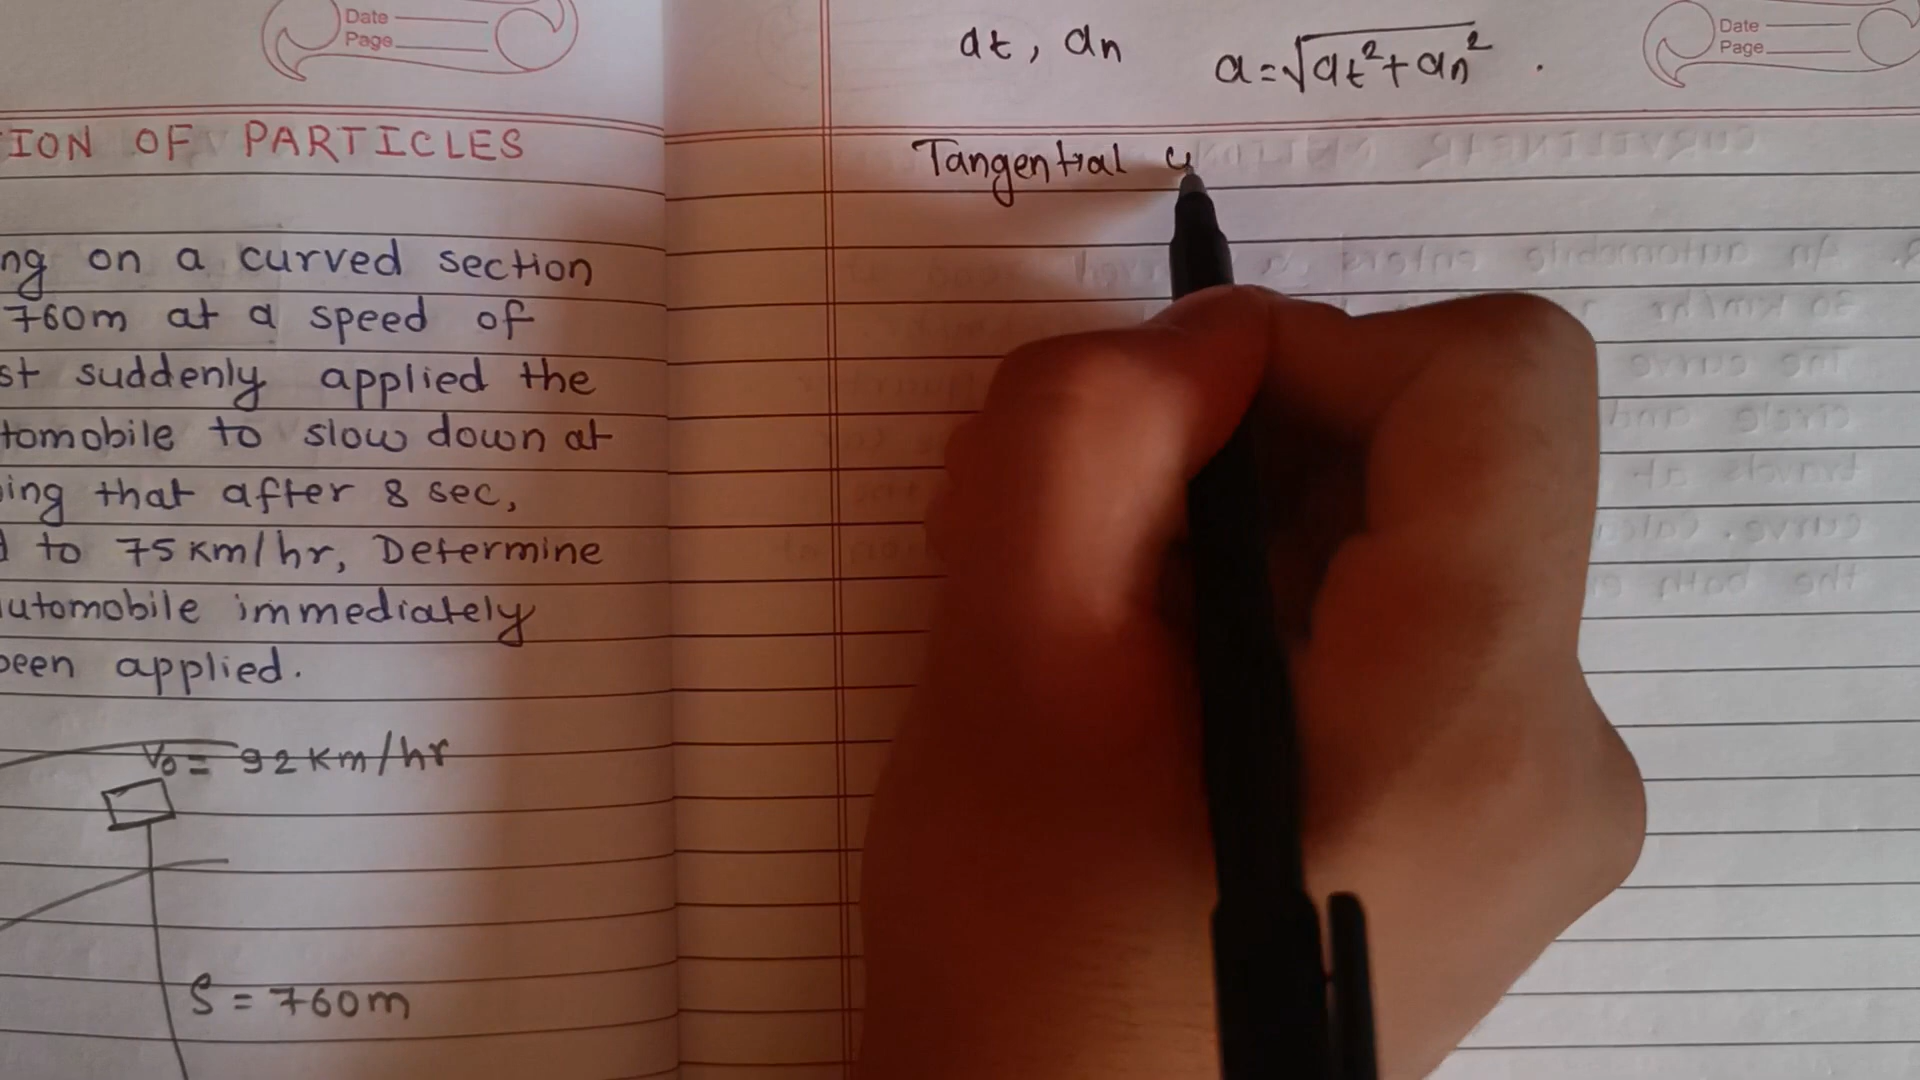 Date
Page
ION OF PARTICLES
ng on a curved section
760m at a speed of
st suddenly applied the
tomobile to slow down at
ing that after 8 sec,
to 75 km/hr, Determine
utomobile immediately
been applied.
V₀ = 92 km/hr
S = 760m
Date
Page
at, an a=√at²+an² .
Tangential